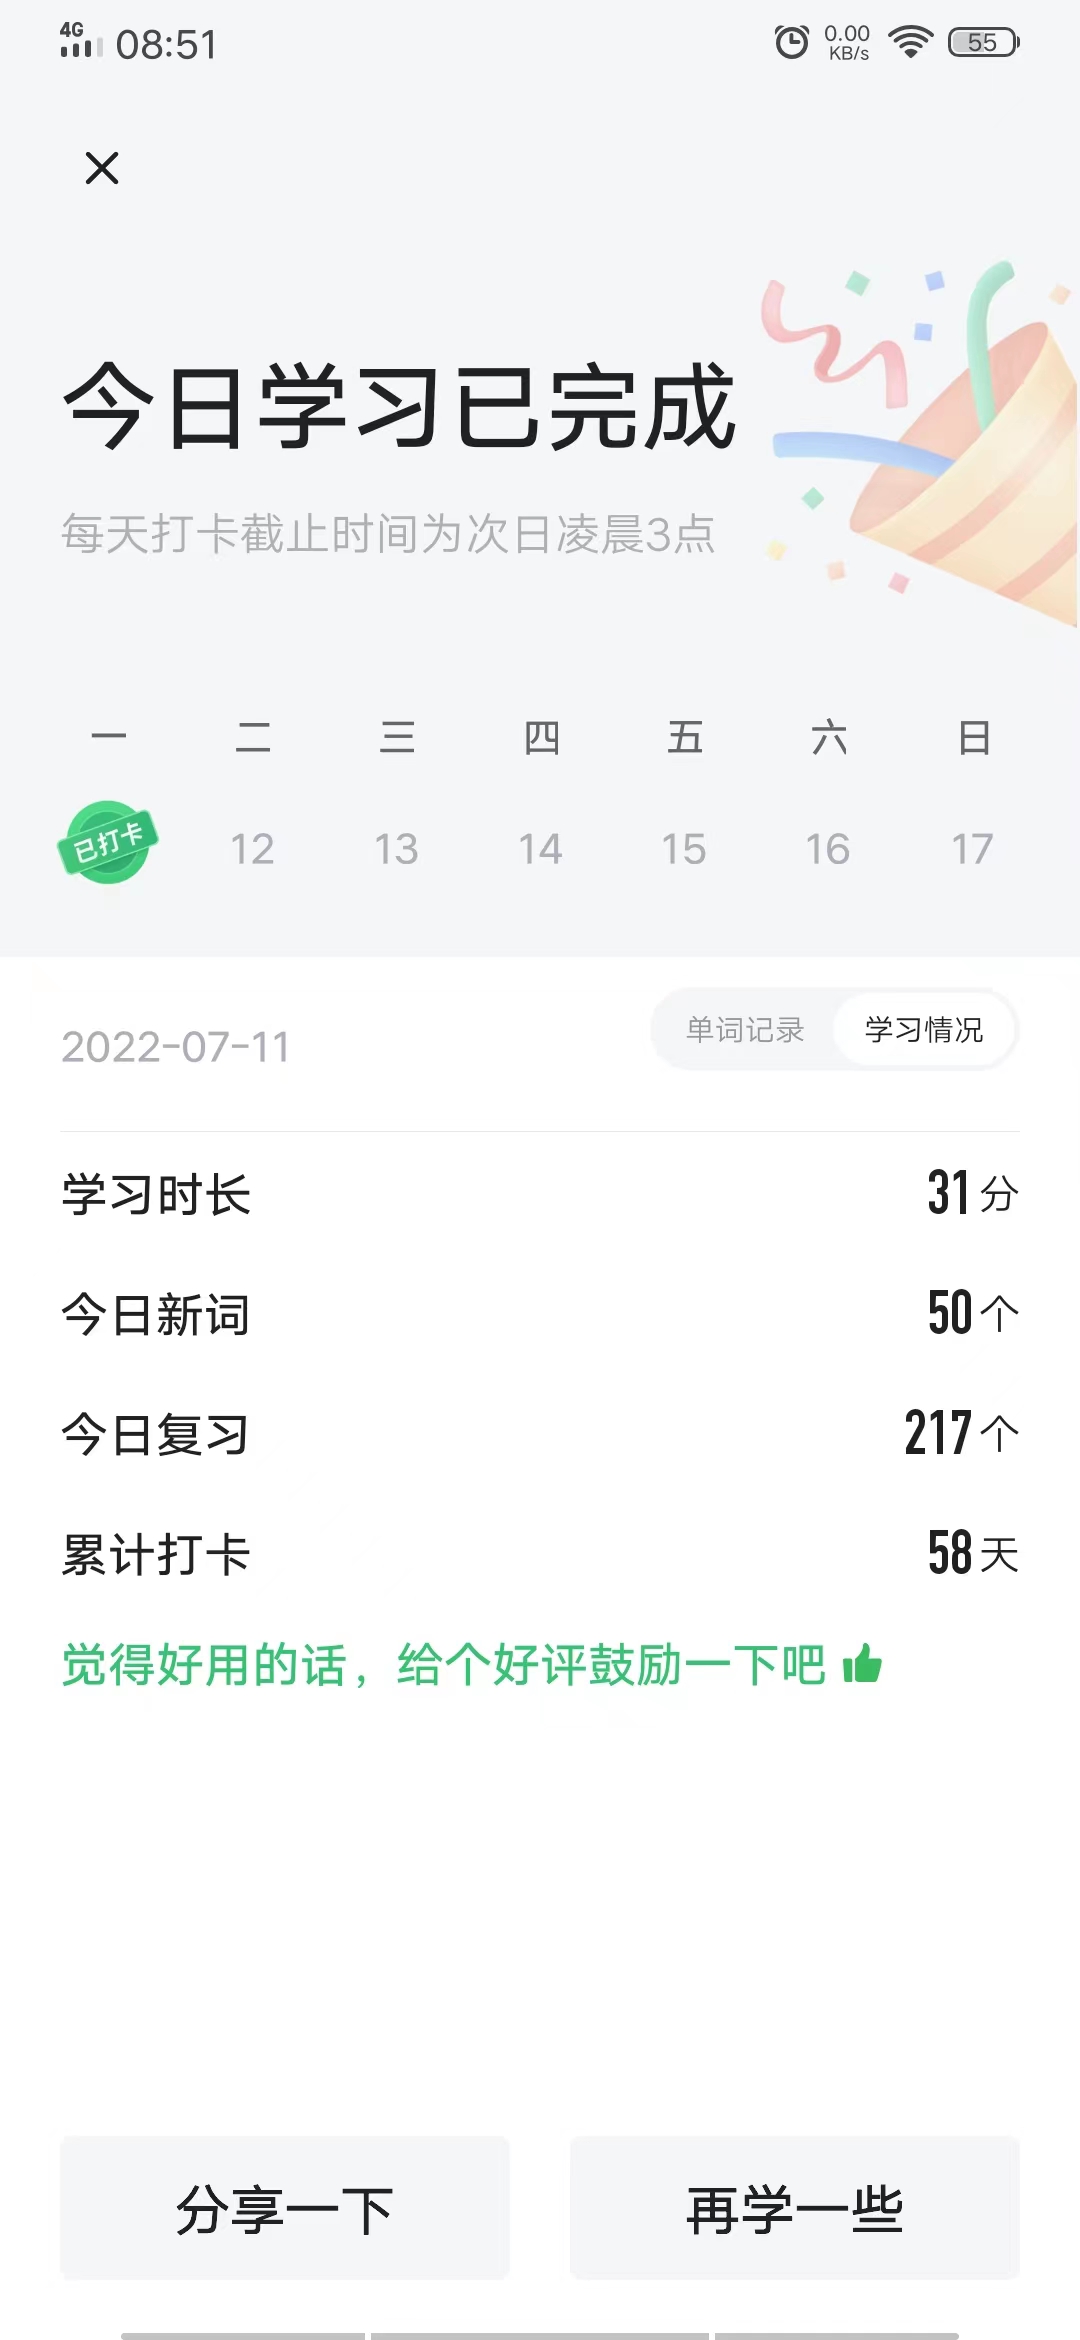 4G 08:51 0.00 KB/s 55
今日学习已完成
每天打卡截止时间为次日凌晨3点
一 二 三 四 五 六 日
已打卡 12 13 14 15 16 17
2022-07-11 单词记录 学习情况
学习时长 31分
今日新词 50个
今日复习 217个
累计打卡 58天
觉得好用的话，给个好评鼓励一下吧
分享一下 再学一些